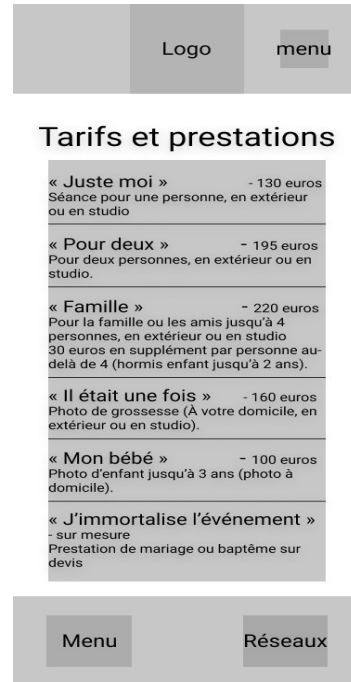 Logo
menu
Tarifs et prestations
« Juste moi » - 130 euros
Séance pour une personne, en extérieur
ou en studio
« Pour deux » - 195 euros
Pour deux personnes, en extérieur ou en
studio.
« Famille » - 220 euros
Pour la famille ou les amis jusqu'à 4
personnes, en extérieur ou en studio
30 euros en supplément par personne au-
delà de 4 (hormis enfant jusqu'à 2 ans).
« Il était une fois » - 160 euros
Photo de grossesse (À votre domicile, en
extérieur ou en studio).
« Mon bébé » - 100 euros
Photo d'enfant jusqu'à 3 ans (photo à
domicile).
« J'immortalise l'événement »
- sur mesure
Prestation de mariage ou baptême sur
devis
Menu
Réseaux